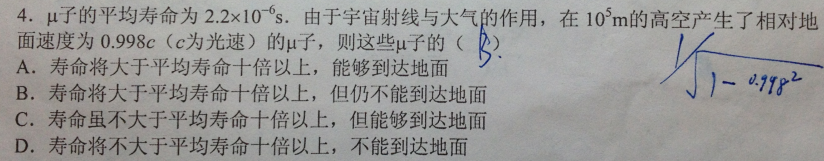 4. μ子的平均寿命为 2.2×10⁻⁶s. 由于宇宙射线与大气的作用，在 10⁵m的高空产生了相对地
面速度为 0.998c（c为光速）的μ子，则这些μ子的（ B. ）
A. 寿命将大于平均寿命十倍以上，能够到达地面
B. 寿命将大于平均寿命十倍以上，但仍不能到达地面
C. 寿命虽不大于平均寿命十倍以上，但能够到达地面
D. 寿命将不大于平均寿命十倍以上，不能到达地面
1/√1-0.998²